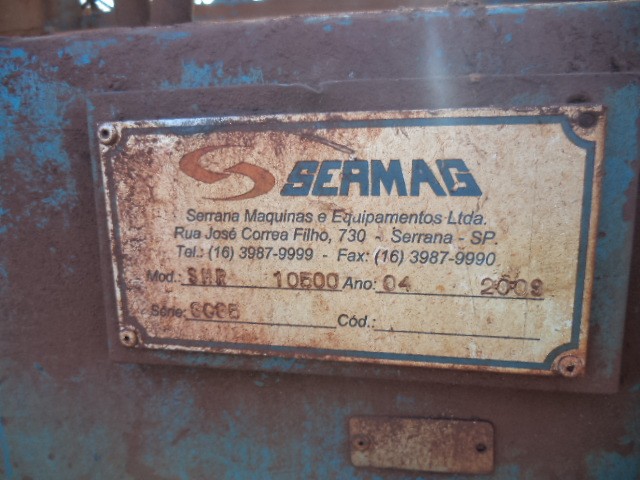 SERMAG
Serrana Maquinas e Equipamentos Ltda.
Rua José Correa Filho, 730 - Serrana - SP.
Tel.: (16) 3987-9999 - Fax: (16) 3987-9990
Mod.: SMR 10500 Ano: 04
Série: Cód.: